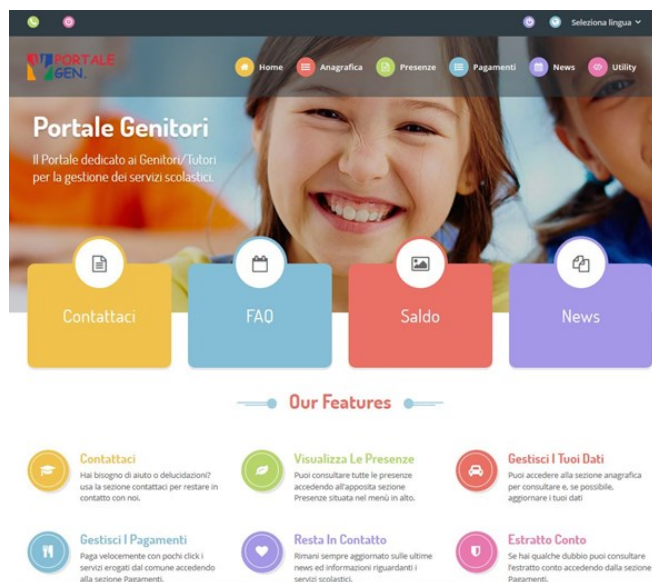 Seleziona lingua
PORTALE
GEN.
Home Anagrafica Presenze Pagamenti News Utility
Portale Genitori
Il Portale dedicato ai Genitori/Tutori
per la gestione dei servizi scolastici.
Contattaci FAQ Saldo News
Our Features
Contattaci
Hai bisogno di aiuto o delucidazioni?
usa la sezione contattaci per restare in
contatto con noi.
Visualizza Le Presenze
Puoi consultare tutte le presenze
accedendo all'apposita sezione
Presenze situata nel menù in alto.
Gestisci I Tuoi Dati
Puoi accedere alla sezione anagrafica
per consultare e, se possibile,
aggiornare i tuoi dati
Gestisci I Pagamenti
Paga velocemente con pochi click i
servizi erogati dal comune accedendo
alla sezione Pagamenti.
Resta In Contatto
Rimani sempre aggiornato sulle ultime
news ed informazioni riguardanti i
servizi scolastici.
Estratto Conto
Se hai qualche dubbio puoi consultare
l'estratto conto accedendo dalla sezione
Pagamenti.